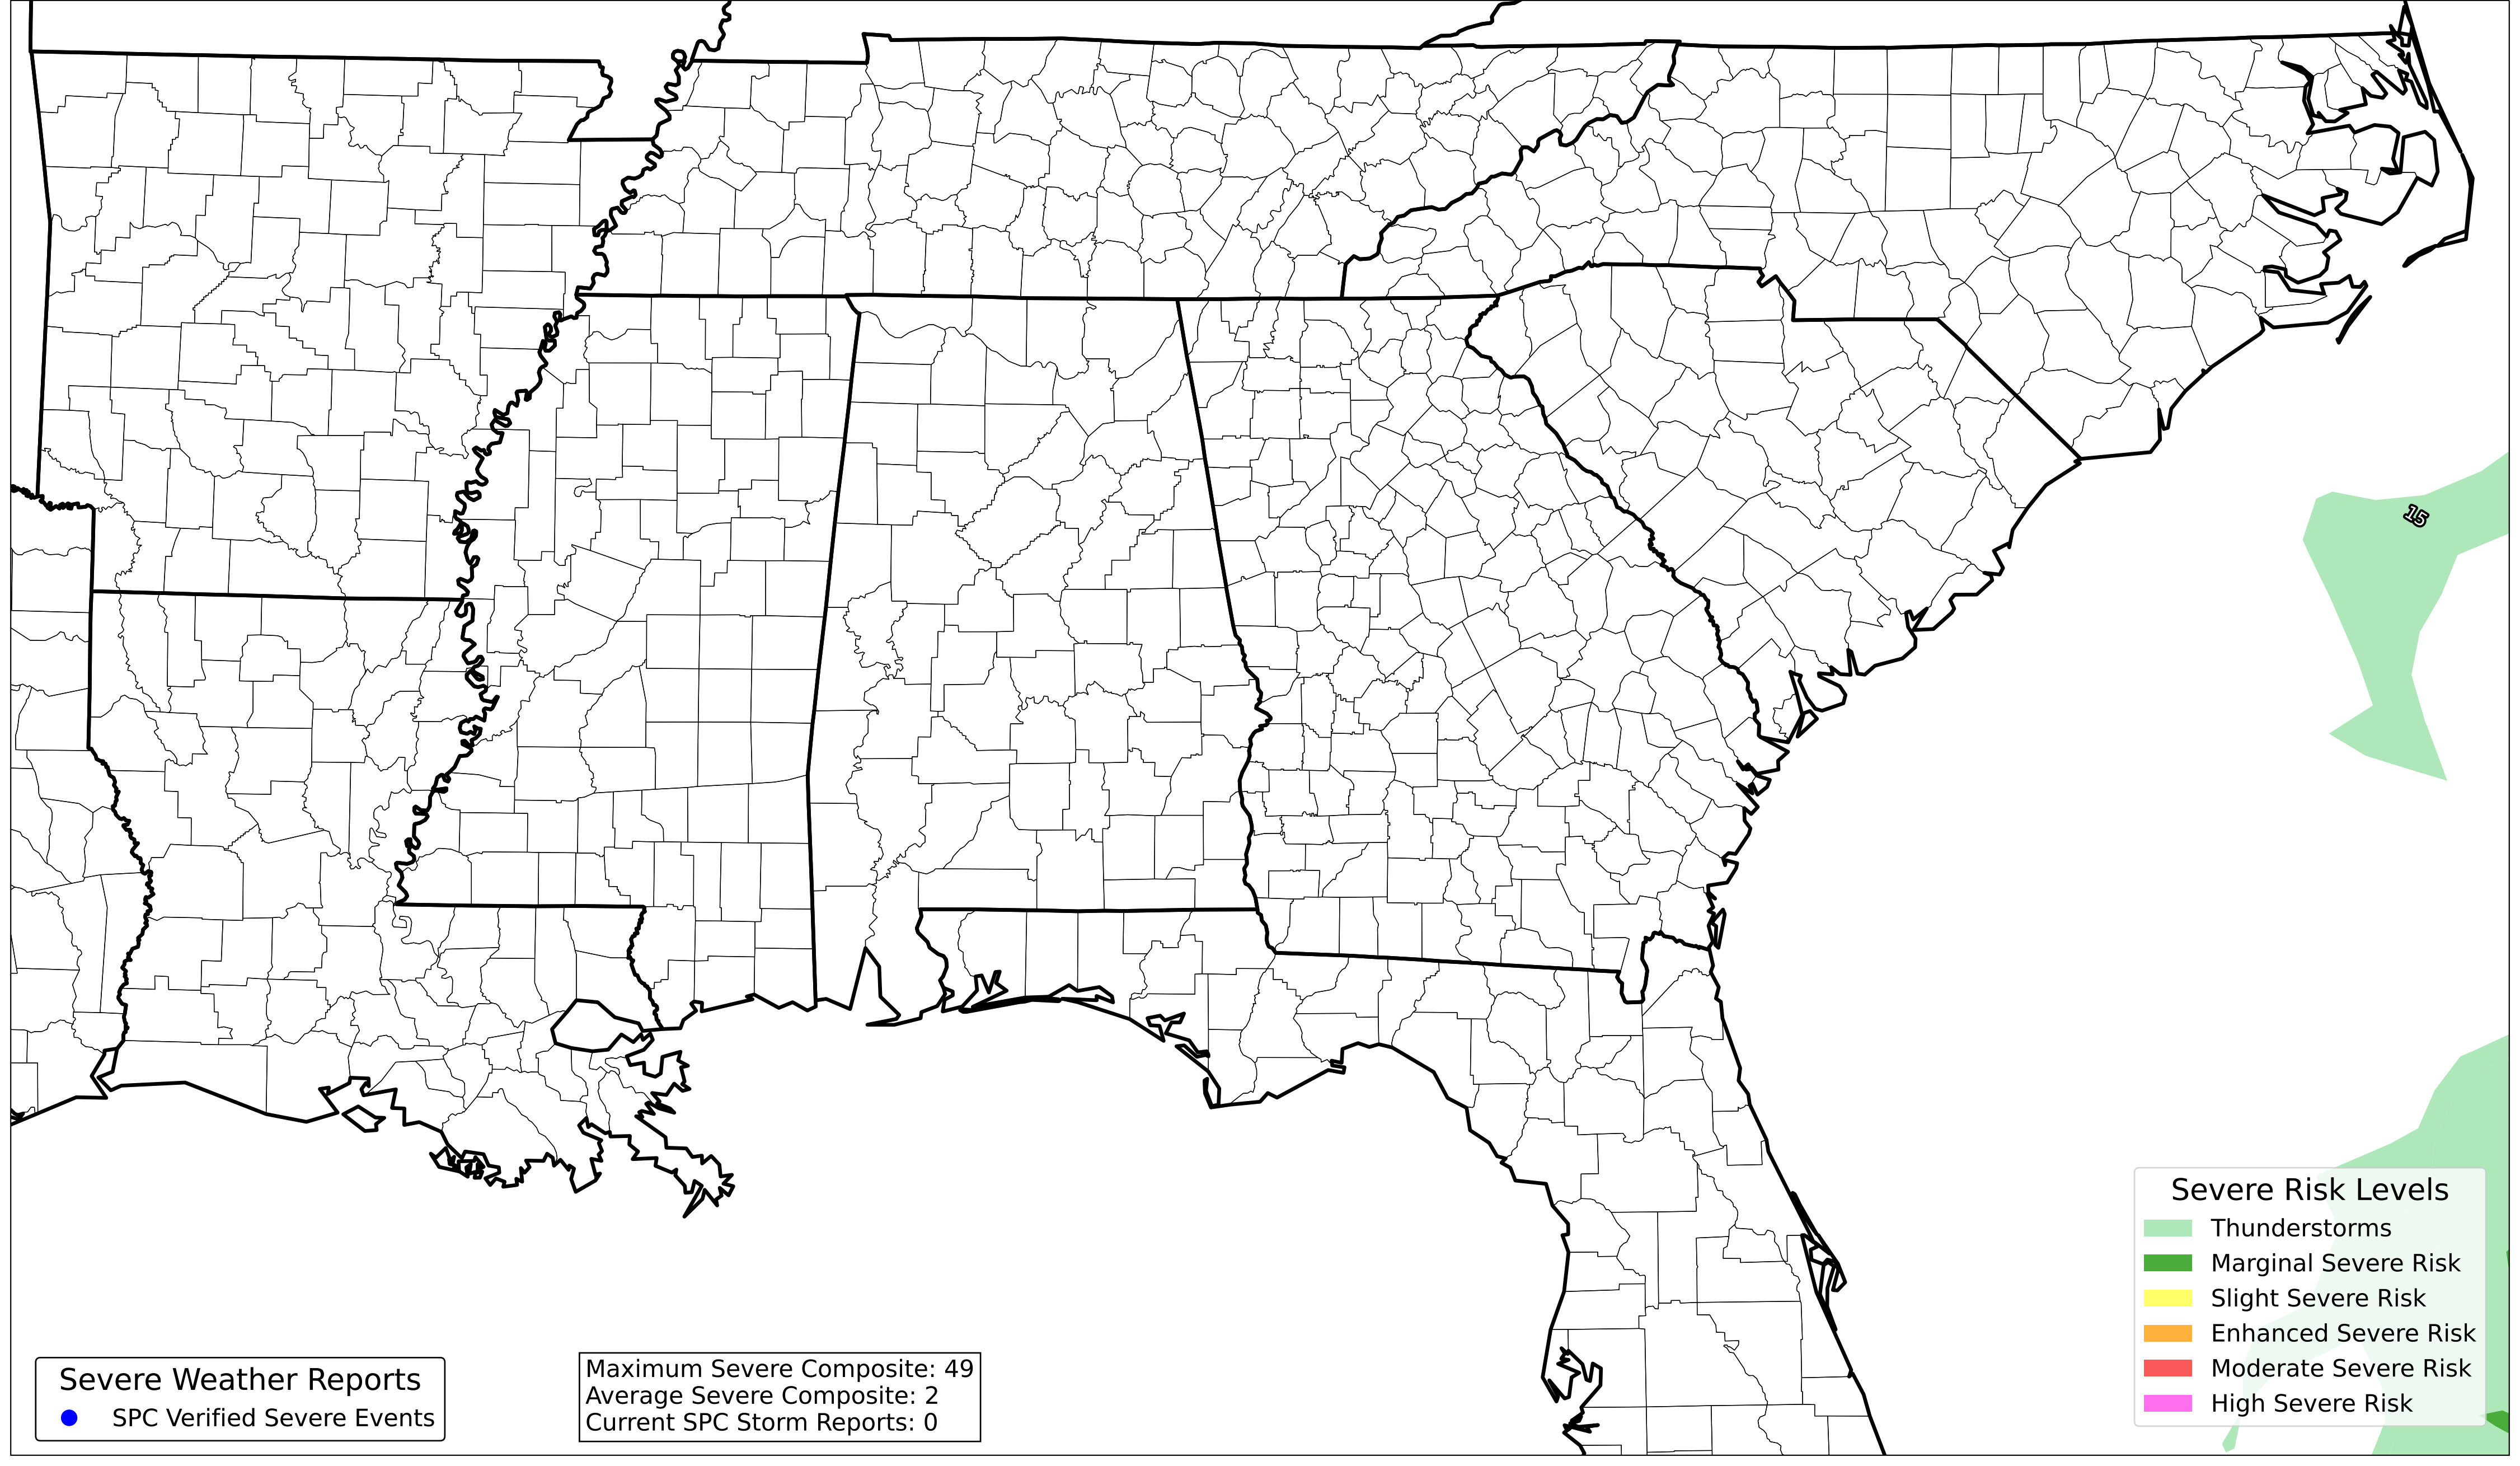 15
Severe Risk Levels
Thunderstorms
Marginal Severe Risk
Slight Severe Risk
Enhanced Severe Risk
Moderate Severe Risk
High Severe Risk
Severe Weather Reports
SPC Verified Severe Events
Maximum Severe Composite: 49
Average Severe Composite: 2
Current SPC Storm Reports: 0